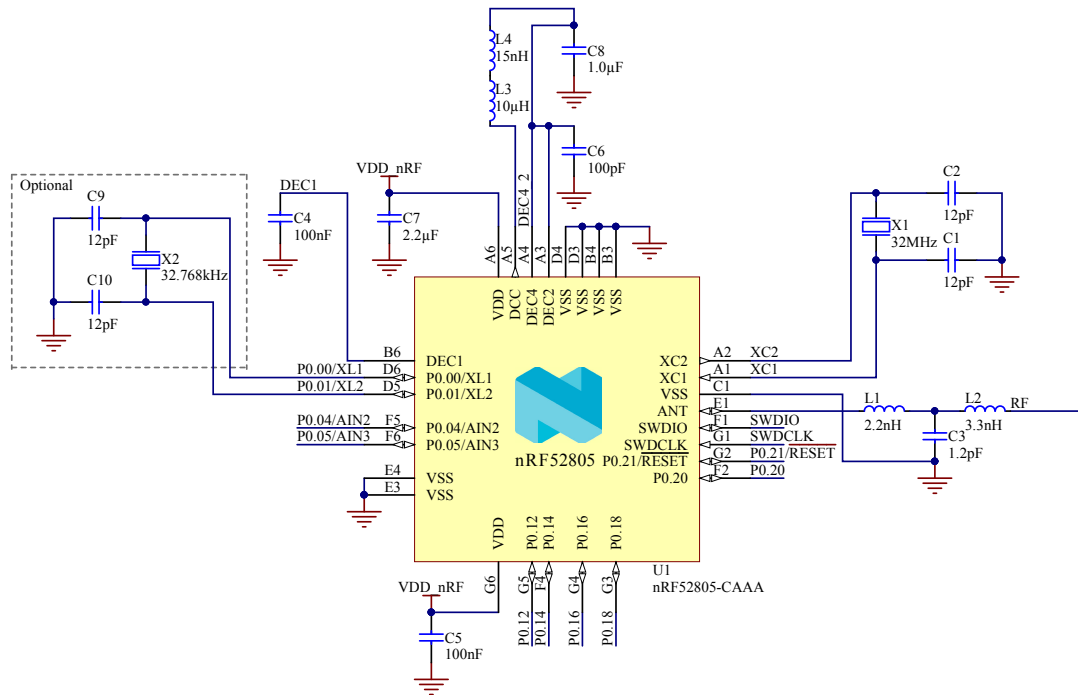 L4
15nH
L3
10µH
C8
1.0µF
C6
100pF
Optional
C9
12pF
X2
32.768kHz
C10
12pF
DEC1
C4
100nF
VDD_nRF
C7
2.2µF
DEC4_2
A6
A5
A4
A3
D4
D3
B4
B3
C2
12pF
X1
32MHz
C1
12pF
VDD
DCC
DEC4
DEC2
VSS
VSS
VSS
VSS
B6
DEC1
P0.00/XL1
D6
P0.00/XL1
P0.01/XL2
D5
P0.01/XL2
P0.04/AIN2
F5
P0.04/AIN2
P0.05/AIN3
F6
P0.05/AIN3
E4
VSS
E3
VSS
nRF52805
XC2
A2
XC2
XC1
A1
XC1
VSS
C1
ANT
E1
SWDIO
F1
SWDIO
SWDCLK
G1
SWDCLK
P0.21/RESET
G2
P0.21/RESET
P0.20
F2
P0.20
L1
2.2nH
L2
3.3nH
RF
C3
1.2pF
VDD
P0.12
P0.14
P0.16
P0.18
U1
nRF52805-CAAA
G6
G5
F4
G4
G3
P0.12
P0.14
P0.16
P0.18
VDD_nRF
C5
100nF